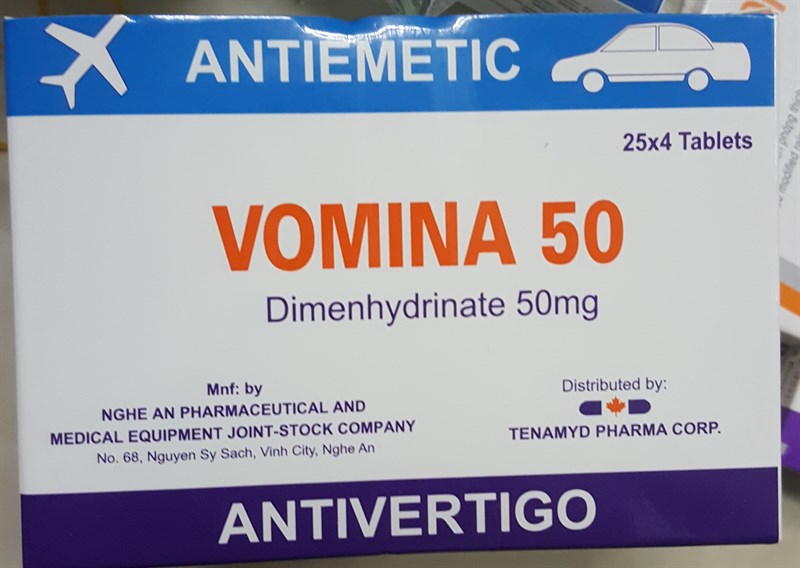 ANTIEMETIC
25x4 Tablets
VOMINA 50
Dimenhydrinate 50mg
Mnf: by
NGHE AN PHARMACEUTICAL AND
MEDICAL EQUIPMENT JOINT-STOCK COMPANY
No. 68, Nguyen Sy Sach, Vinh City, Nghe An
Distributed by:
TENAMYD PHARMA CORP.
ANTIVERTIGO